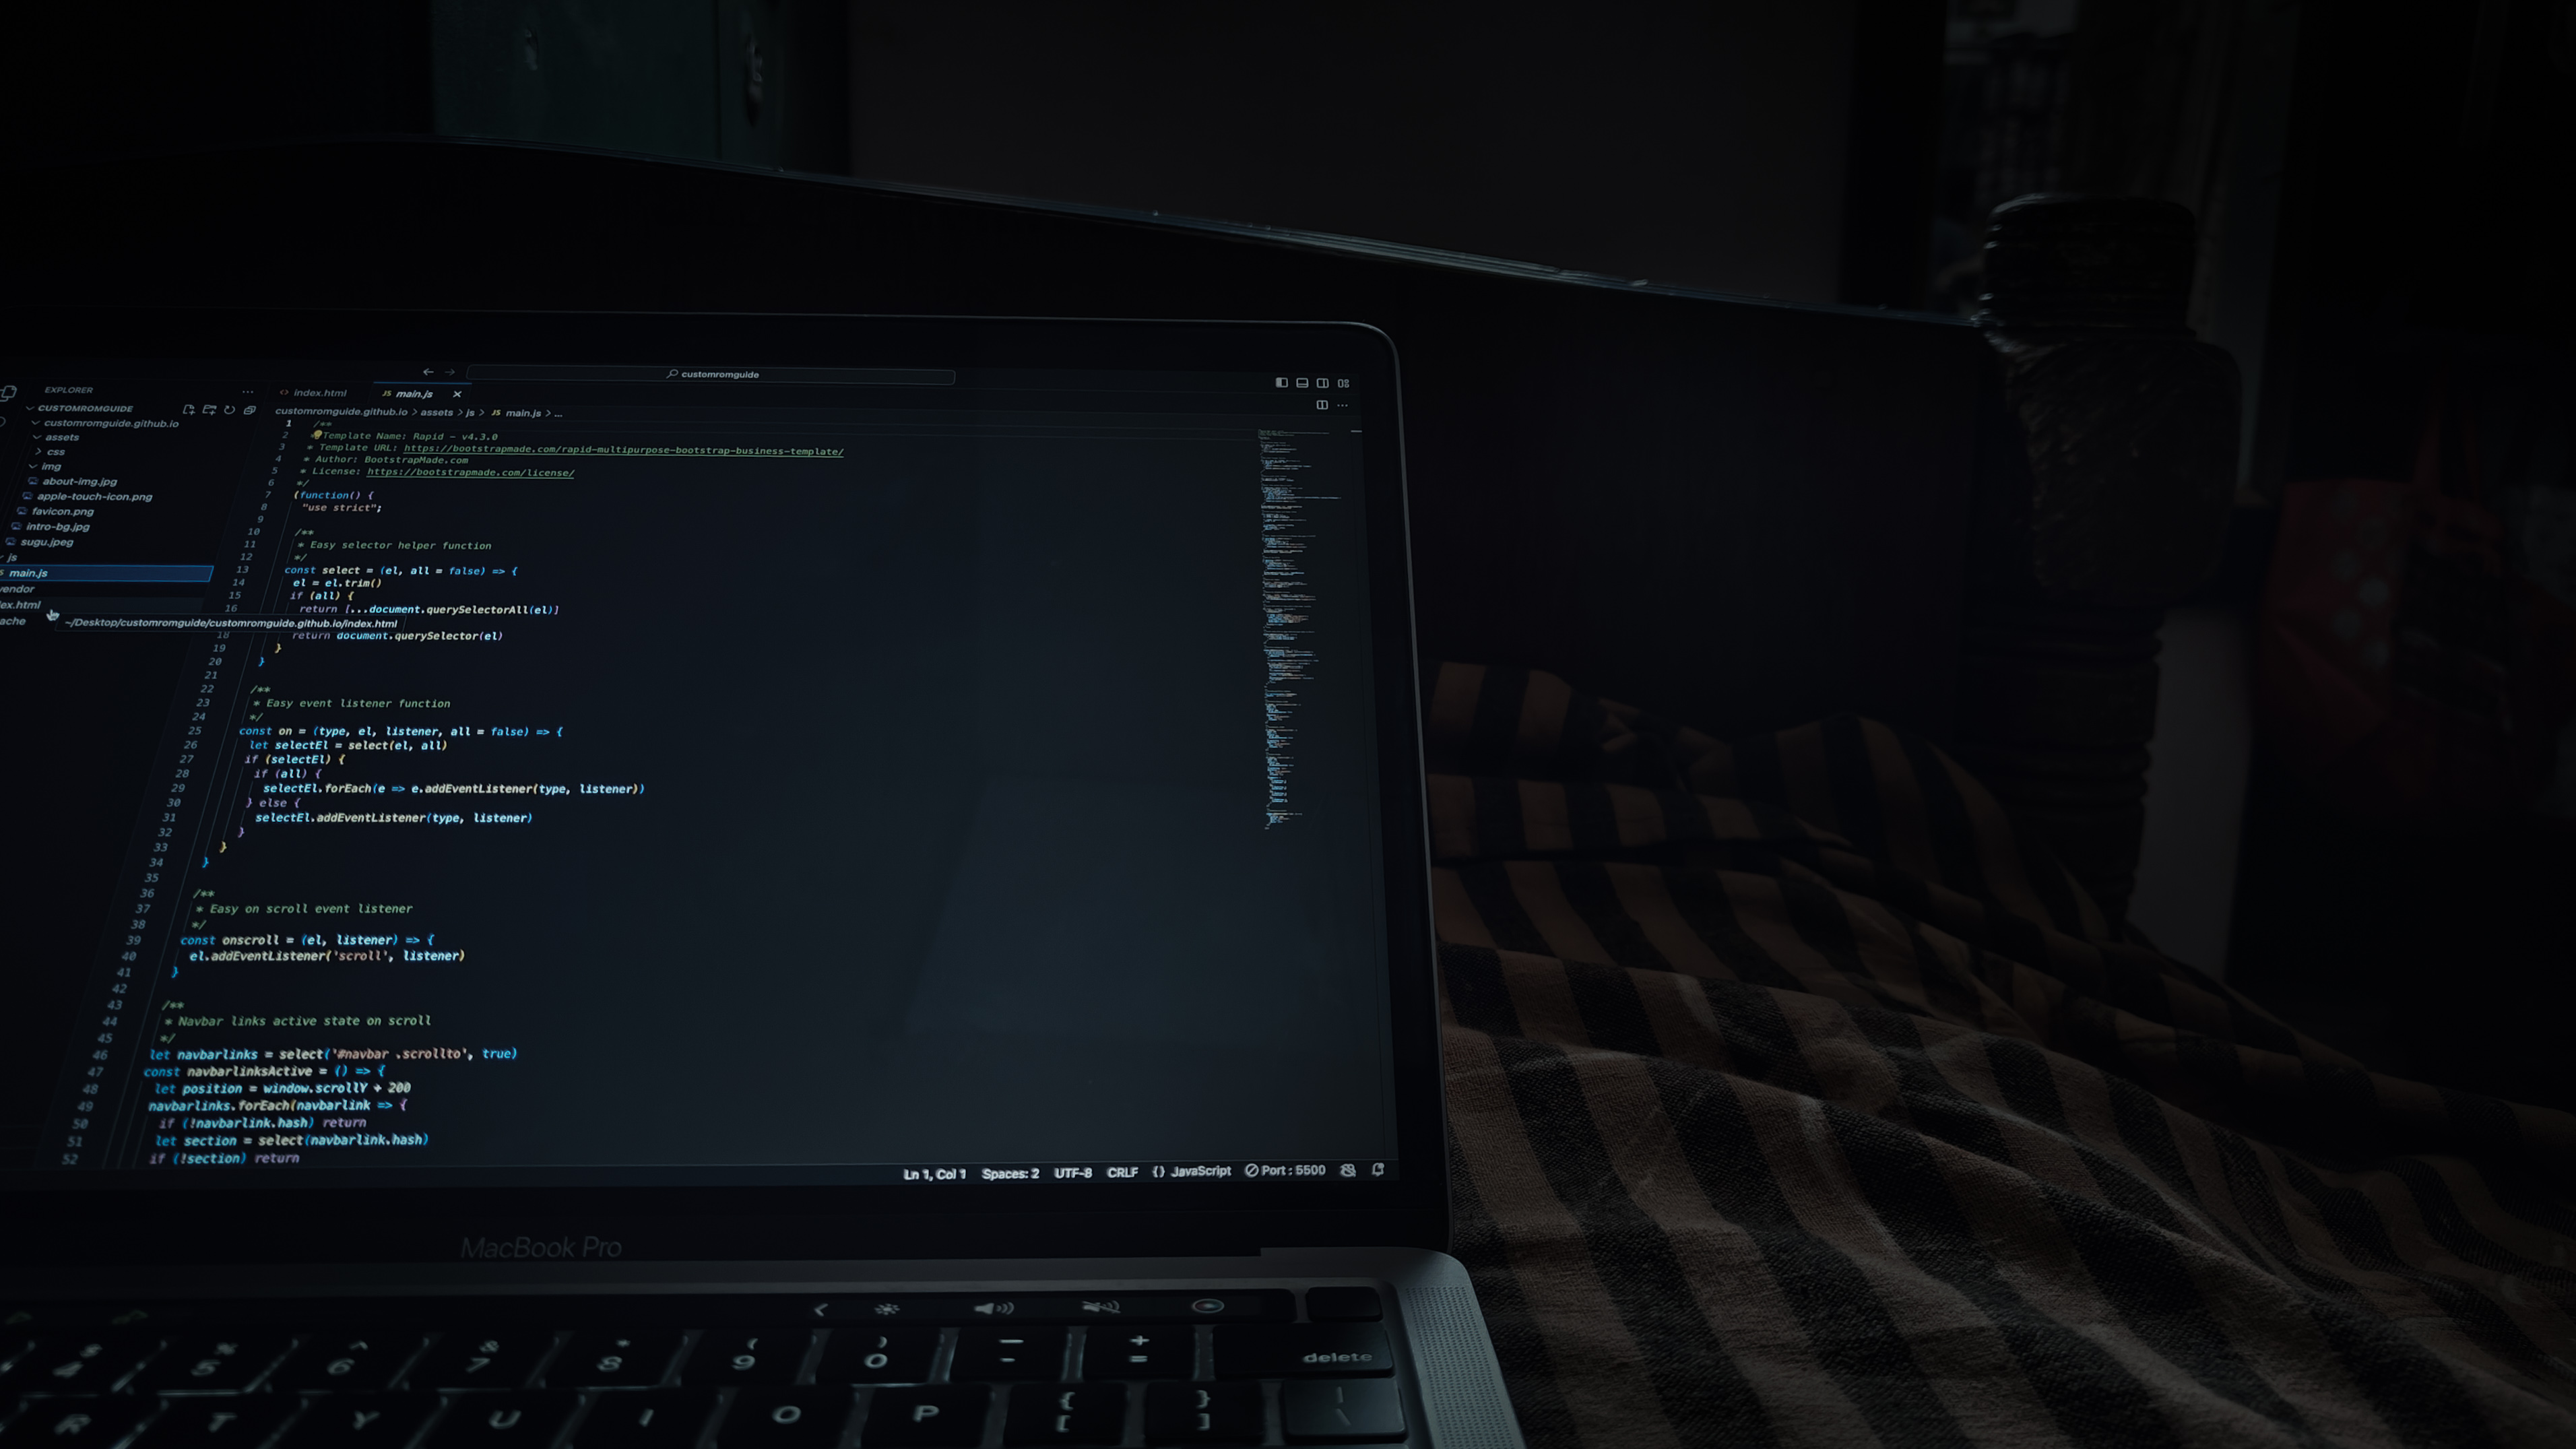 customromguide
EXPLORER
CUSTOMROMGUIDE
customromguide.github.io
assets
css
img
about-img.jpg
apple-touch-icon.png
favicon.png
intro-bg.jpg
sugu.jpeg
js
main.js
vendor
ex.html
ache
~/Desktop/customromguide/customromguide.github.io/index.html
<> index.html JS main.js ×
customromguide.github.io > assets > js > JS main.js > ...
1 /**
2 * Template Name: Rapid - v4.3.0
3 * Template URL: https://bootstrapmade.com/rapid-multipurpose-bootstrap-business-template/
4 * Author: BootstrapMade.com
5 * License: https://bootstrapmade.com/license/
6 */
7 (function() {
8 "use strict";
9
10 /**
11 * Easy selector helper function
12 */
13 const select = (el, all = false) => {
14 el = el.trim()
15 if (all) {
16 return [...document.querySelectorAll(el)]
18 return document.querySelector(el)
19 }
20 }
21
22 /**
23 * Easy event listener function
24 */
25 const on = (type, el, listener, all = false) => {
26 let selectEl = select(el, all)
27 if (selectEl) {
28 if (all) {
29 selectEl.forEach(e => e.addEventListener(type, listener))
30 } else {
31 selectEl.addEventListener(type, listener)
32 }
33 }
34 }
35
36 /**
37 * Easy on scroll event listener
38 */
39 const onscroll = (el, listener) => {
40 el.addEventListener('scroll', listener)
41 }
42
43 /**
44 * Navbar links active state on scroll
45 */
46 let navbarlinks = select('#navbar .scrollto', true)
47 const navbarlinksActive = () => {
48 let position = window.scrollY + 200
49 navbarlinks.forEach(navbarlink => {
50 if (!navbarlink.hash) return
51 let section = select(navbarlink.hash)
52 if (!section) return
Ln 1, Col 1 Spaces: 2 UTF-8 CRLF {} JavaScript Port : 5500
MacBook Pro
$ % ^ & * ( ) — +
4 5 6 7 8 9 0 - = delete
R T Y U I O P { [ } ] | \